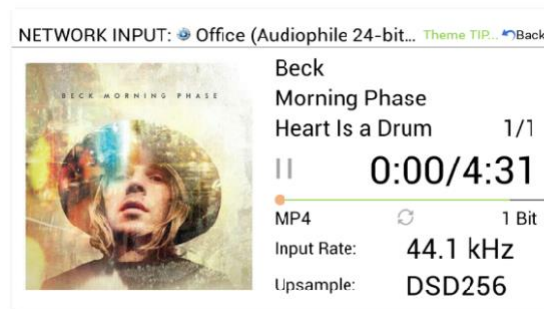 NETWORK INPUT: Office (Audiophile 24-bit... Theme TIP... Back
BECK MORNING PHASE
Beck
Morning Phase
Heart Is a Drum 1/1
0:00/4:31
MP4 1 Bit
Input Rate: 44.1 kHz
Upsample: DSD256